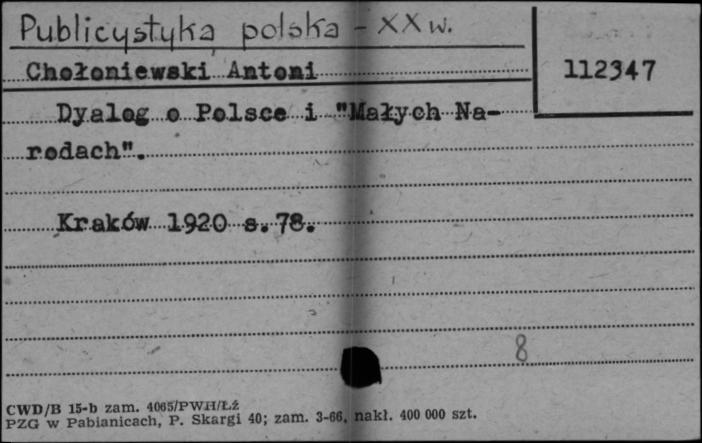 Publicystyka polska - XX w.
Chołoniewski Antoni
112347
Dyalog o Polsce i "Małych Na-
rodach".
Kraków 1920 s. 78.
8
CWD/B 15-b zam. 4065/PWH/Łź
PZG w Pabianicach, P. Skargi 40; zam. 3-66, nakł. 400 000 szt.